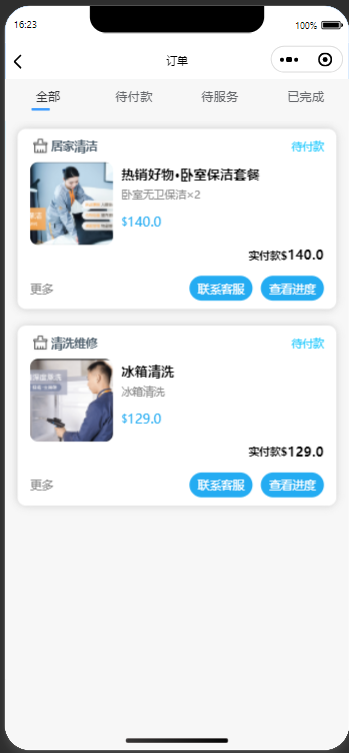 16:23
100%
订单
全部 待付款 待服务 已完成
居家清洁 待付款
热销好物•卧室保洁套餐
卧室无卫保洁×2
$140.0
实付款$140.0
更多 联系客服 查看进度
清洗维修 待付款
冰箱清洗
冰箱清洗
$129.0
实付款$129.0
更多 联系客服 查看进度